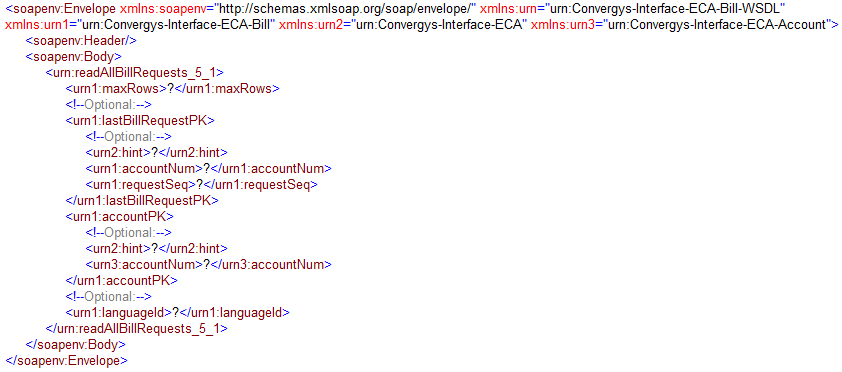 <soapenv:Envelope xmlns:soapenv="http://schemas.xmlsoap.org/soap/envelope/" xmlns:urn="urn:Convergys-Interface-ECA-Bill-WSDL"
xmlns:urn1="urn:Convergys-Interface-ECA-Bill" xmlns:urn2="urn:Convergys-Interface-ECA" xmlns:urn3="urn:Convergys-Interface-ECA-Account">
<soapenv:Header/>
<soapenv:Body>
<urn:readAllBillRequests_5_1>
<urn1:maxRows>?</urn1:maxRows>
<!--Optional:-->
<urn1:lastBillRequestPK>
<!--Optional:-->
<urn2:hint>?</urn2:hint>
<urn1:accountNum>?</urn1:accountNum>
<urn1:requestSeq>?</urn1:requestSeq>
</urn1:lastBillRequestPK>
<urn1:accountPK>
<!--Optional:-->
<urn2:hint>?</urn2:hint>
<urn3:accountNum>?</urn3:accountNum>
</urn1:accountPK>
<!--Optional:-->
<urn1:languageId>?</urn1:languageId>
</urn:readAllBillRequests_5_1>
</soapenv:Body>
</soapenv:Envelope>